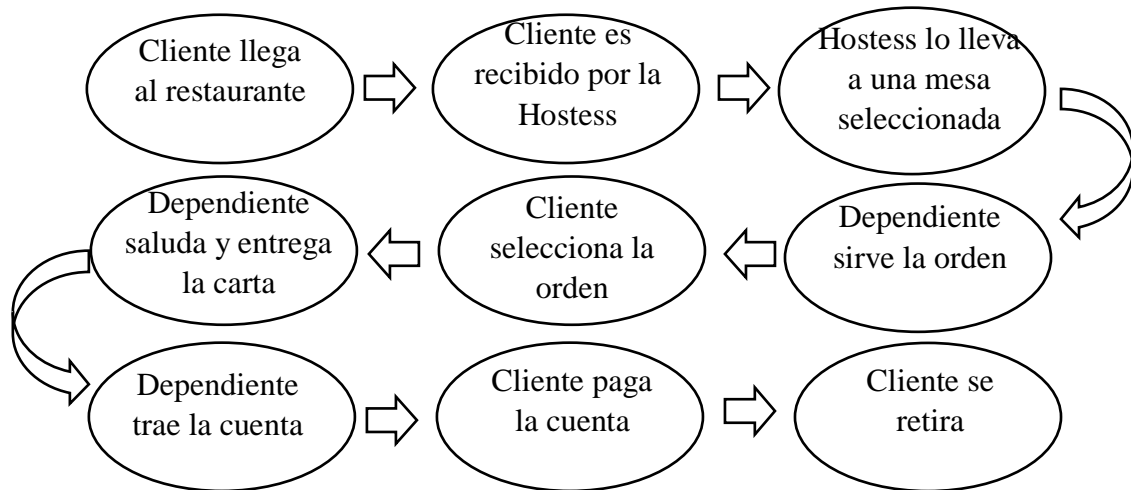 Cliente llega
al restaurante
Cliente es
recibido por la
Hostess
Hostess lo lleva
a una mesa
seleccionada
Dependiente
saluda y entrega
la carta
Cliente
selecciona la
orden
Dependiente
sirve la orden
Dependiente
trae la cuenta
Cliente paga
la cuenta
Cliente se
retira